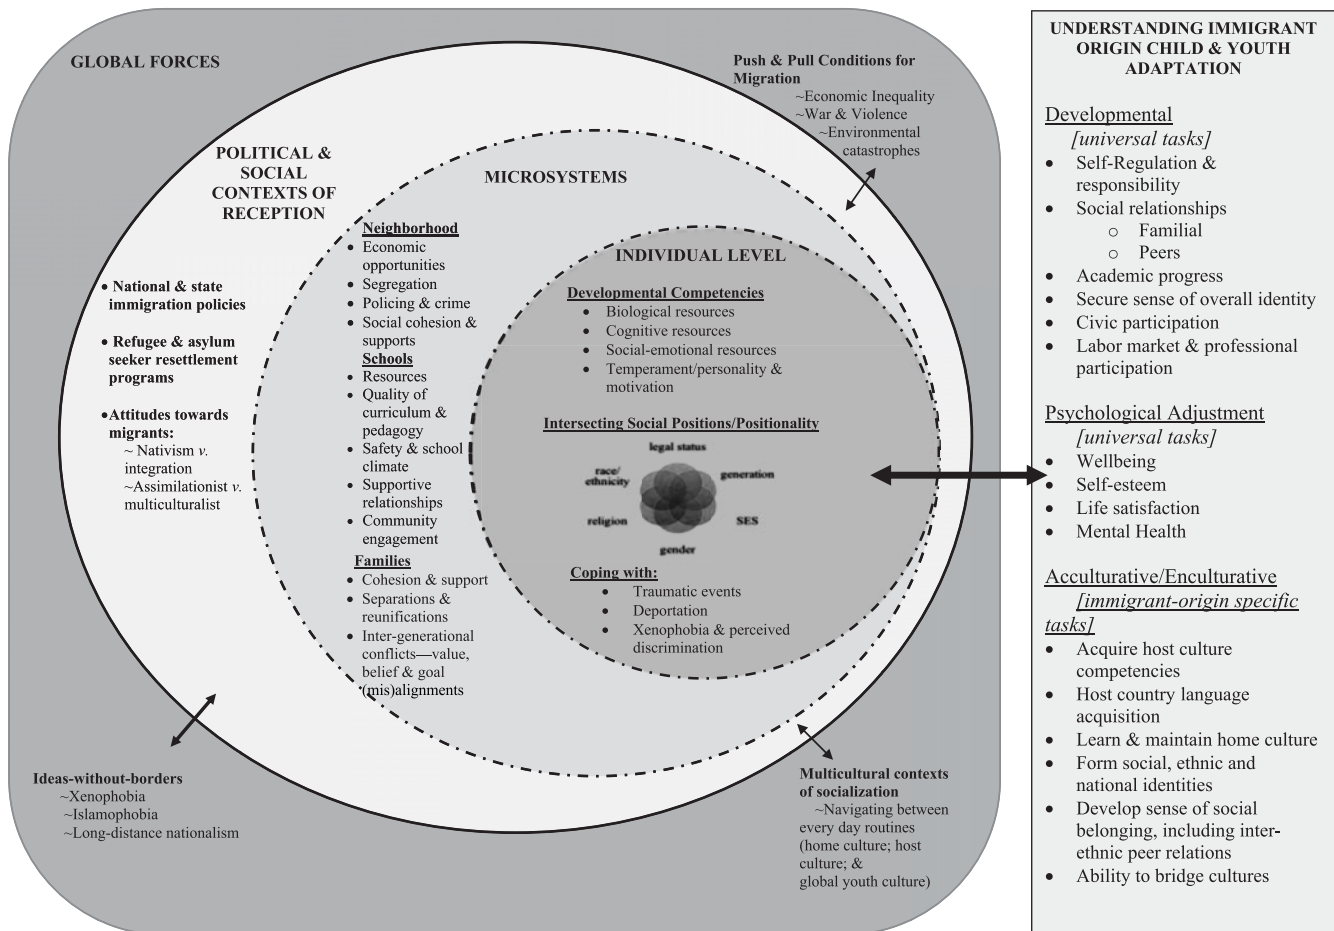 GLOBAL FORCES
Push & Pull Conditions for
Migration
~Economic Inequality
~War & Violence
~Environmental
catastrophes
POLITICAL &
SOCIAL
CONTEXTS OF
RECEPTION
• National & state
immigration policies
• Refugee & asylum
seeker resettlement
programs
•Attitudes towards
migrants:
~ Nativism v.
integration
~Assimilationist v.
multiculturalist
MICROSYSTEMS
Neighborhood
• Economic
opportunities
• Segregation
• Policing & crime
• Social cohesion &
supports
Schools
• Resources
• Quality of
curriculum &
pedagogy
• Safety & school
climate
• Supportive
relationships
• Community
engagement
Families
• Cohesion & support
• Separations &
reunifications
• Inter-generational
conflicts—value,
belief & goal
(mis)alignments
INDIVIDUAL LEVEL
Developmental Competencies
• Biological resources
• Cognitive resources
• Social-emotional resources
• Temperament/personality &
motivation
Intersecting Social Positions/Positionality
legal status
race/
ethnicity
generation
religion
SES
gender
Coping with:
• Traumatic events
• Deportation
• Xenophobia & perceived
discrimination
Ideas-without-borders
~Xenophobia
~Islamophobia
~Long-distance nationalism
Multicultural contexts
of socialization
~Navigating between
every day routines
(home culture; host
culture; &
global youth culture)
UNDERSTANDING IMMIGRANT
ORIGIN CHILD & YOUTH
ADAPTATION
Developmental
[universal tasks]
• Self-Regulation &
responsibility
• Social relationships
o Familial
o Peers
• Academic progress
• Secure sense of overall identity
• Civic participation
• Labor market & professional
participation
Psychological Adjustment
[universal tasks]
• Wellbeing
• Self-esteem
• Life satisfaction
• Mental Health
Acculturative/Enculturative
[immigrant-origin specific
tasks]
• Acquire host culture
competencies
• Host country language
acquisition
• Learn & maintain home culture
• Form social, ethnic and
national identities
• Develop sense of social
belonging, including inter-
ethnic peer relations
• Ability to bridge cultures